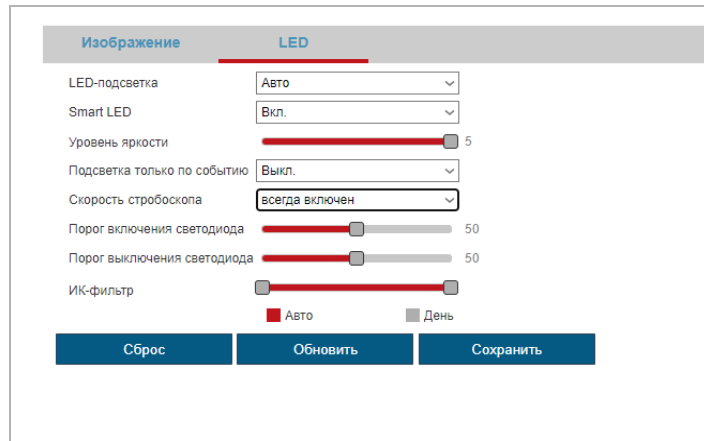 Изображение LED
LED-подсветка Авто
Smart LED Вкл.
Уровень яркости 5
Подсветка только по событию Выкл.
Скорость стробоскопа всегда включен
Порог включения светодиода 50
Порог выключения светодиода 50
ИК-фильтр
Авто День
Сброс Обновить Сохранить